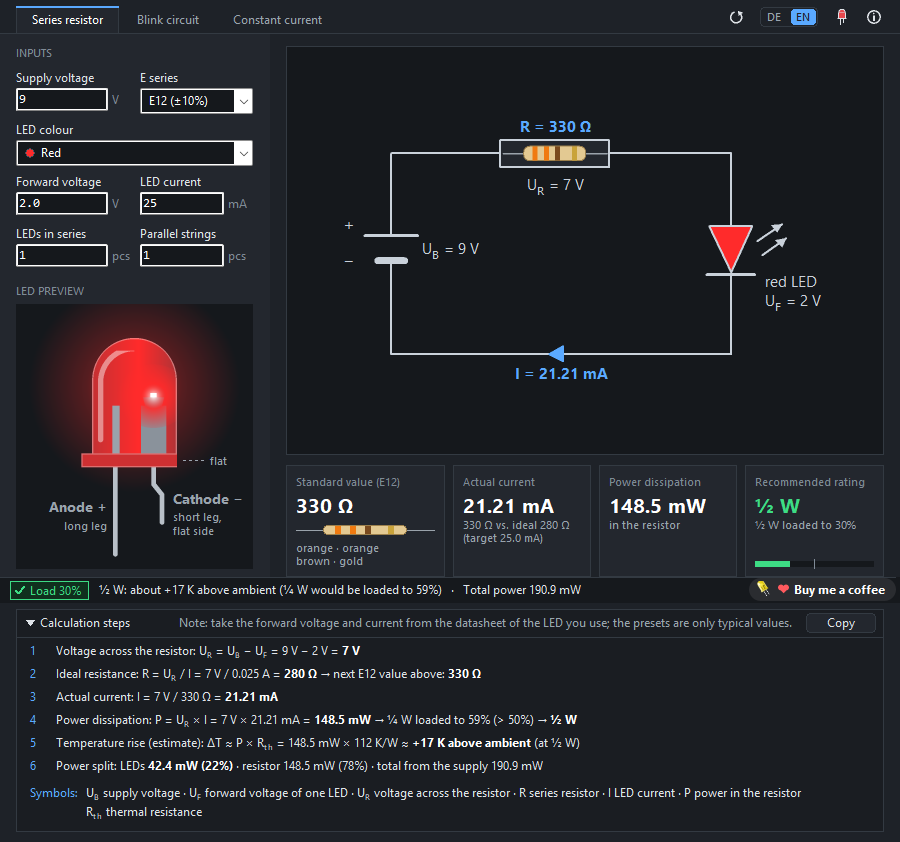 Series resistor Blink circuit Constant current DE EN
INPUTS
Supply voltage E series
9 V E12 (±10%)
LED colour
Red
Forward voltage LED current
2.0 V 25 mA
LEDs in series Parallel strings
1 pcs 1 pcs
LED PREVIEW
flat
Anode +
long leg
Cathode −
short leg,
flat side
R = 330 Ω
UR = 7 V
+
−
UB = 9 V
red LED
UF = 2 V
I = 21.21 mA
Standard value (E12)
330 Ω
orange · orange
brown · gold
Actual current
21.21 mA
330 Ω vs. ideal 280 Ω
(target 25.0 mA)
Power dissipation
148.5 mW
in the resistor
Recommended rating
½ W
½ W loaded to 30%
Load 30% ½ W: about +17 K above ambient (¼ W would be loaded to 59%) · Total power 190.9 mW Buy me a coffee
Calculation steps Note: take the forward voltage and current from the datasheet of the LED you use; the presets are only typical values. Copy
1 Voltage across the resistor: UR = UB − UF = 9 V − 2 V = 7 V
2 Ideal resistance: R = UR / I = 7 V / 0.025 A = 280 Ω → next E12 value above: 330 Ω
3 Actual current: I = 7 V / 330 Ω = 21.21 mA
4 Power dissipation: P = UR × I = 7 V × 21.21 mA = 148.5 mW → ¼ W loaded to 59% (> 50%) → ½ W
5 Temperature rise (estimate): ΔT ≈ P × Rth = 148.5 mW × 112 K/W ≈ +17 K above ambient (at ½ W)
6 Power split: LEDs 42.4 mW (22%) · resistor 148.5 mW (78%) · total from the supply 190.9 mW
Symbols: UB supply voltage · UF forward voltage of one LED · UR voltage across the resistor · R series resistor · I LED current · P power in the resistor
Rth thermal resistance